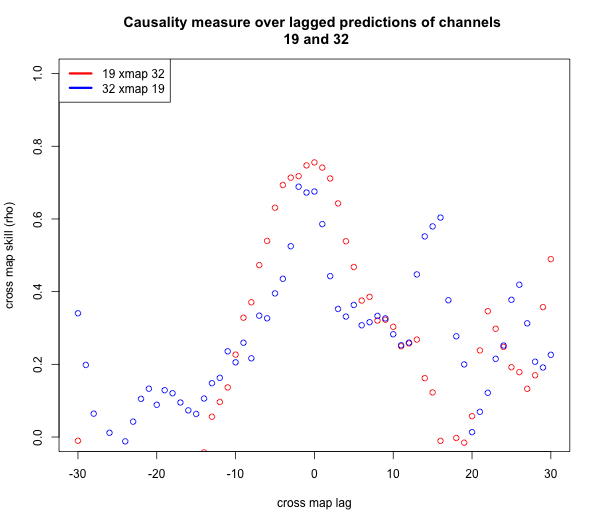 Causality measure over lagged predictions of channels
19 and 32
19 xmap 32
32 xmap 19
1.0
0.8
0.6
0.4
0.2
0.0
cross map skill (rho)
-30 -20 -10 0 10 20 30
cross map lag